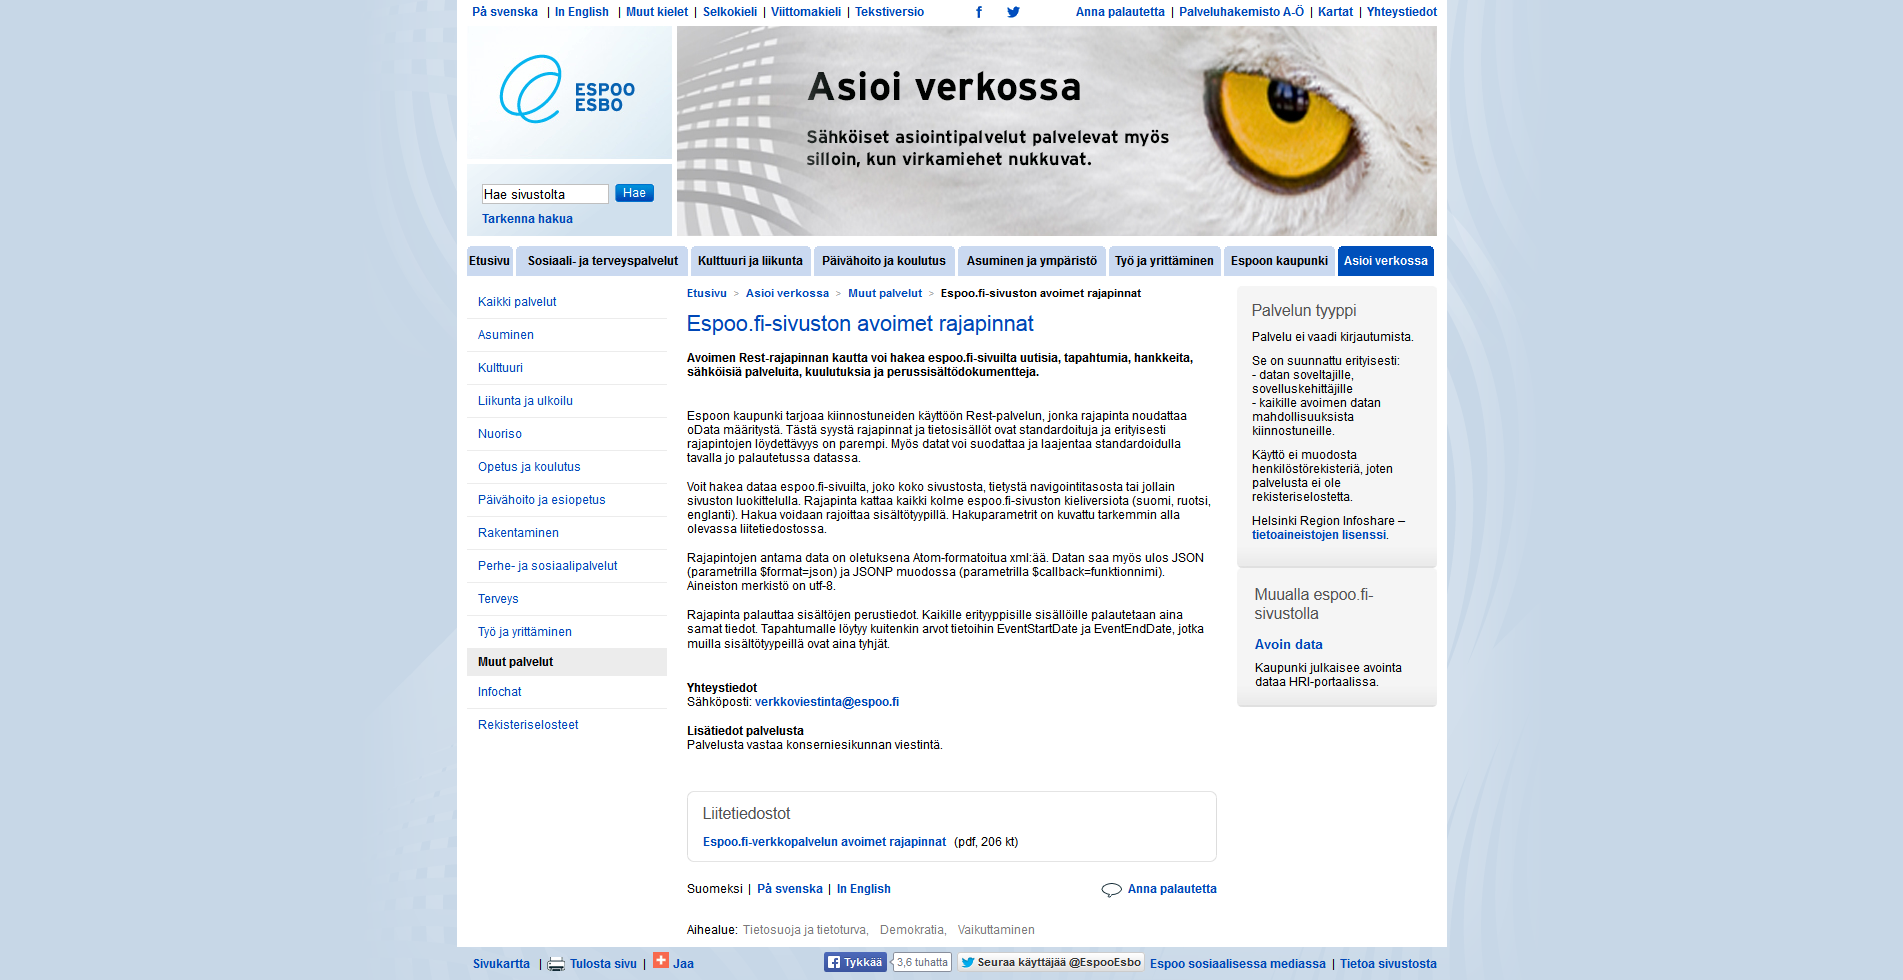 På svenska | In English | Muut kielet | Selkokieli | Viittomakieli | Tekstiversio
Anna palautetta | Palveluhakemisto A-Ö | Kartat | Yhteystiedot
ESPOO
ESBO
Asioi verkossa
Sähköiset asiointipalvelut palvelevat myös
silloin, kun virkamiehet nukkuvat.
Hae sivustolta
Hae
Tarkenna hakua
Etusivu
Sosiaali- ja terveyspalvelut
Kulttuuri ja liikunta
Päivähoito ja koulutus
Asuminen ja ympäristö
Työ ja yrittäminen
Espoon kaupunki
Asioi verkossa
Kaikki palvelut
Asuminen
Kulttuuri
Liikunta ja ulkoilu
Nuoriso
Opetus ja koulutus
Päivähoito ja esiopetus
Rakentaminen
Perhe- ja sosiaalipalvelut
Terveys
Työ ja yrittäminen
Muut palvelut
Infochat
Rekisteriselosteet
Etusivu > Asioi verkossa > Muut palvelut > Espoo.fi-sivuston avoimet rajapinnat
Espoo.fi-sivuston avoimet rajapinnat
Avoimen Rest-rajapinnan kautta voi hakea espoo.fi-sivuilta uutisia, tapahtumia, hankkeita,
sähköisiä palveluita, kuulutuksia ja perussisältödokumentteja.
Espoon kaupunki tarjoaa kiinnostuneiden käyttöön Rest-palvelun, jonka rajapinta noudattaa
oData määritystä. Tästä syystä rajapinnat ja tietosisällöt ovat standardoituja ja erityisesti
rajapintojen löydettävyys on parempi. Myös datat voi suodattaa ja laajentaa standardoidulla
tavalla jo palautetussa datassa.
Voit hakea dataa espoo.fi-sivuilta, joko koko sivustosta, tietystä navigointitasosta tai jollain
sivuston luokittelulla. Rajapinta kattaa kaikki kolme espoo.fi-sivuston kieliversiota (suomi, ruotsi,
englanti). Hakua voidaan rajoittaa sisältötyypillä. Hakuparametrit on kuvattu tarkemmin alla
olevassa liitetiedostossa.
Rajapintojen antama data on oletuksena Atom-formatoitua xml:ää. Datan saa myös ulos JSON
(parametrilla $format=json) ja JSONP muodossa (parametrilla $callback=funktionnimi).
Aineiston merkistö on utf-8.
Rajapinta palauttaa sisältöjen perustiedot. Kaikille erityyppisille sisällöille palautetaan aina
samat tiedot. Tapahtumalle löytyy kuitenkin arvot tietoihin EventStartDate ja EventEndDate, jotka
muilla sisältötyypeillä ovat aina tyhjät.
Yhteystiedot
Sähköposti: verkkoviestinta@espoo.fi
Lisätiedot palvelusta
Palvelusta vastaa konserniesikunnan viestintä.
Liitetiedostot
Espoo.fi-verkkopalvelun avoimet rajapinnat (pdf, 206 kt)
Suomeksi | På svenska | In English
Anna palautetta
Aihealue: Tietosuoja ja tietoturva, Demokratia, Vaikuttaminen
Palvelun tyyppi
Palvelu ei vaadi kirjautumista.
Se on suunnattu erityisesti:
- datan soveltajille,
sovelluskehittäjille
- kaikille avoimen datan
mahdollisuuksista
kiinnostuneille.
Käyttö ei muodosta
henkilöstörekisteriä, joten
palvelusta ei ole
rekisteriselostetta.
Helsinki Region Infoshare –
tietoaineistojen lisenssi.
Muualla espoo.fi-
sivustolla
Avoin data
Kaupunki julkaisee avointa
dataa HRI-portaalissa.
Sivukartta | Tulosta sivu | Jaa
Tykkää
3,6 tuhatta
Seuraa käyttäjää @EspooEsbo
Espoo sosiaalisessa mediassa | Tietoa sivustosta